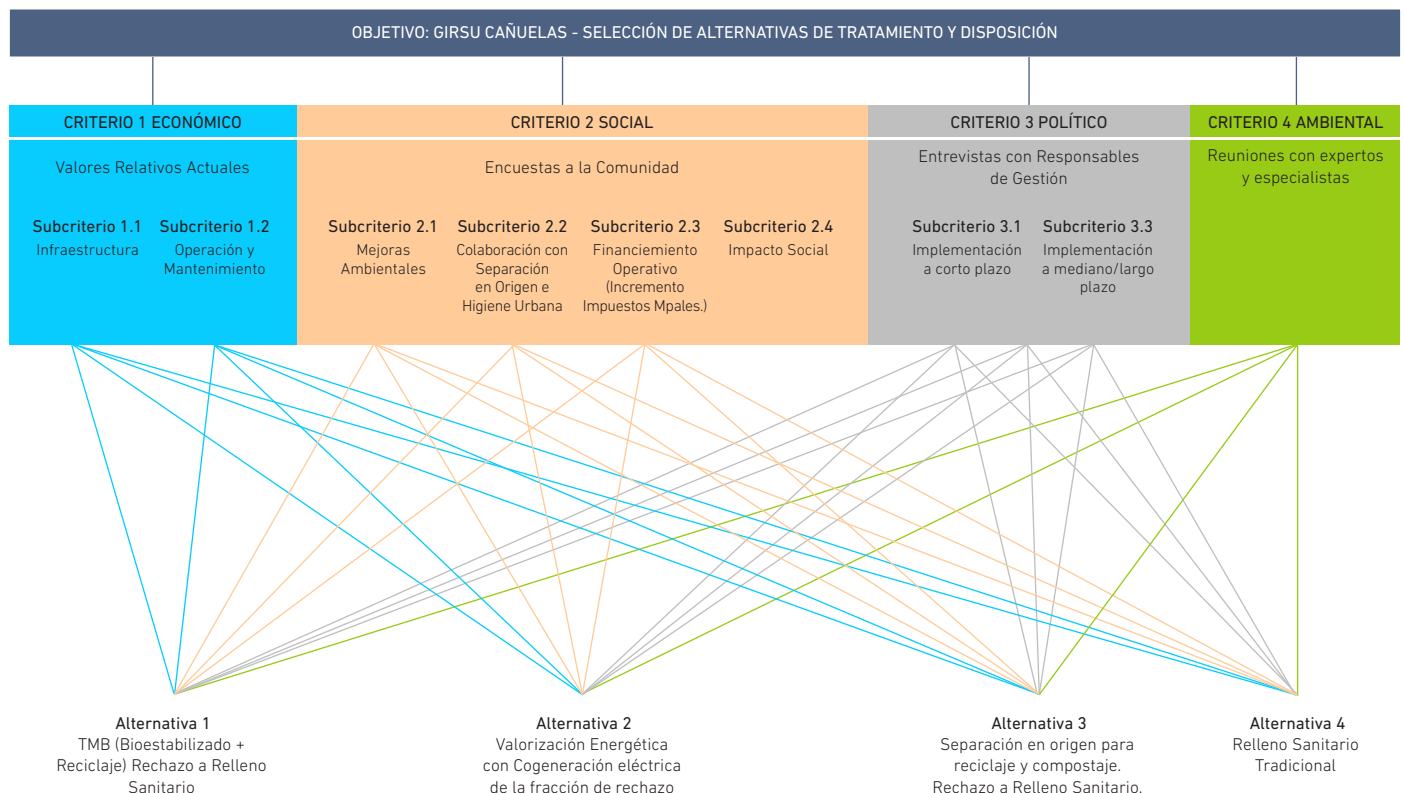 OBJETIVO: GIRSU CAÑUELAS - SELECCIÓN DE ALTERNATIVAS DE TRATAMIENTO Y DISPOSICIÓN
CRITERIO 1 ECONÓMICO
Valores Relativos Actuales
Subcriterio 1.1
Infraestructura
Subcriterio 1.2
Operación y
Mantenimiento
CRITERIO 2 SOCIAL
Encuestas a la Comunidad
Subcriterio 2.1
Mejoras
Ambientales
Subcriterio 2.2
Colaboración con
Separación
en Origen e
Higiene Urbana
Subcriterio 2.3
Financiemiento
Operativo
(Incremento
Impuestos Mpales.)
Subcriterio 2.4
Impacto Social
CRITERIO 3 POLÍTICO
Entrevistas con Responsables
de Gestión
Subcriterio 3.1
Implementación
a corto plazo
Subcriterio 3.3
Implementación
a mediano/largo
plazo
CRITERIO 4 AMBIENTAL
Reuniones con expertos
y especialistas
Alternativa 1
TMB (Bioestabilizado +
Reciclaje) Rechazo a Relleno
Sanitario
Alternativa 2
Valorización Energética
con Cogeneración eléctrica
de la fracción de rechazo
Alternativa 3
Separación en origen para
reciclaje y compostaje.
Rechazo a Relleno Sanitario.
Alternativa 4
Relleno Sanitario
Tradicional